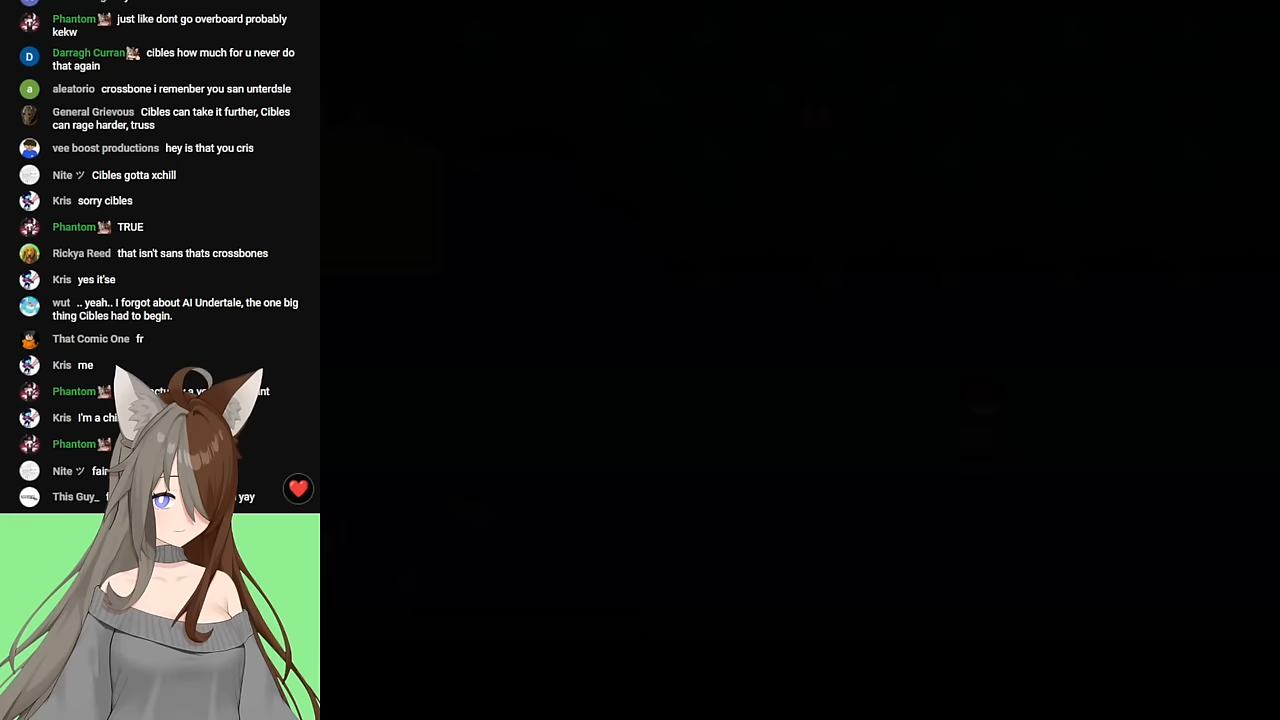 Phantom just like dont go overboard probably
kekw
Darragh Curran cibles how much for u never do
that again
a aleatorio crossbone i remenber you san unterdsle
General Grievous Cibles can take it further, Cibles
can rage harder, truss
vee boost productions hey is that you cris
Nite ツ Cibles gotta xchill
Kris sorry cibles
Phantom TRUE
Rickya Reed that isn't sans thats crossbones
Kris yes it'se
wut .. yeah.. I forgot about AI Undertale, the one big
thing Cibles had to begin.
That Comic One fr
Kris me
Phantom
Kris I'm a chi
Phantom
Nite ツ fair
This Guy_ yay